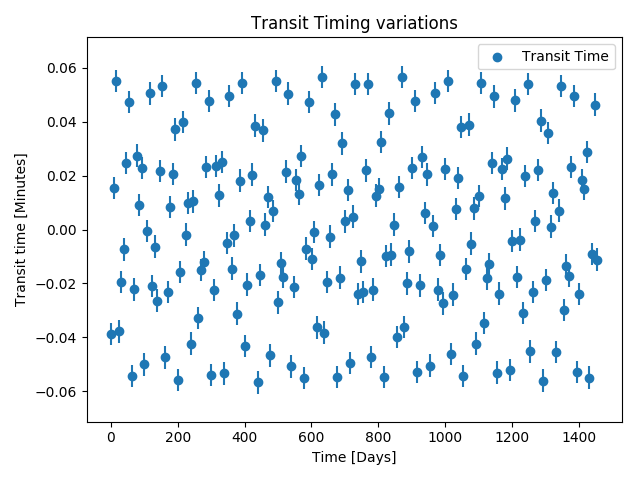 Transit Timing variations
Transit Time
0.06
0.04
0.02
0.00
−0.02
−0.04
−0.06
Transit time [Minutes]
0 200 400 600 800 1000 1200 1400
Time [Days]